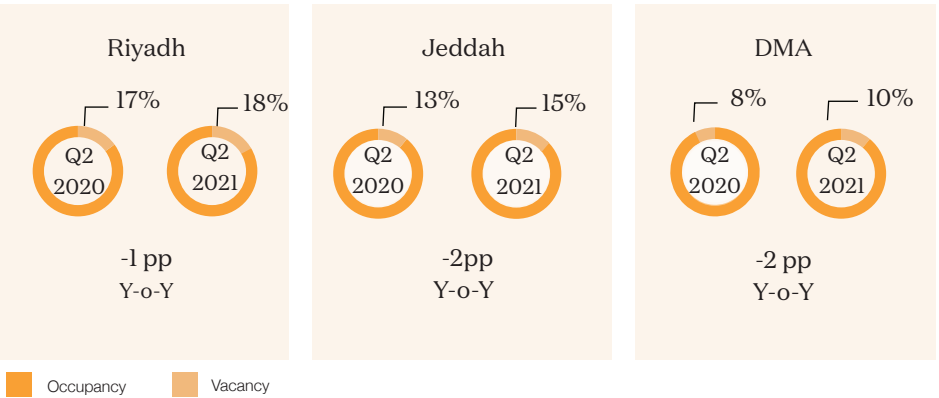 Riyadh
17%
18%
Q2
2020
Q2
2021
-1 pp
Y-o-Y
Jeddah
13%
15%
Q2
2020
Q2
2021
-2pp
Y-o-Y
DMA
8%
10%
Q2
2020
Q2
2021
-2 pp
Y-o-Y
Occupancy
Vacancy